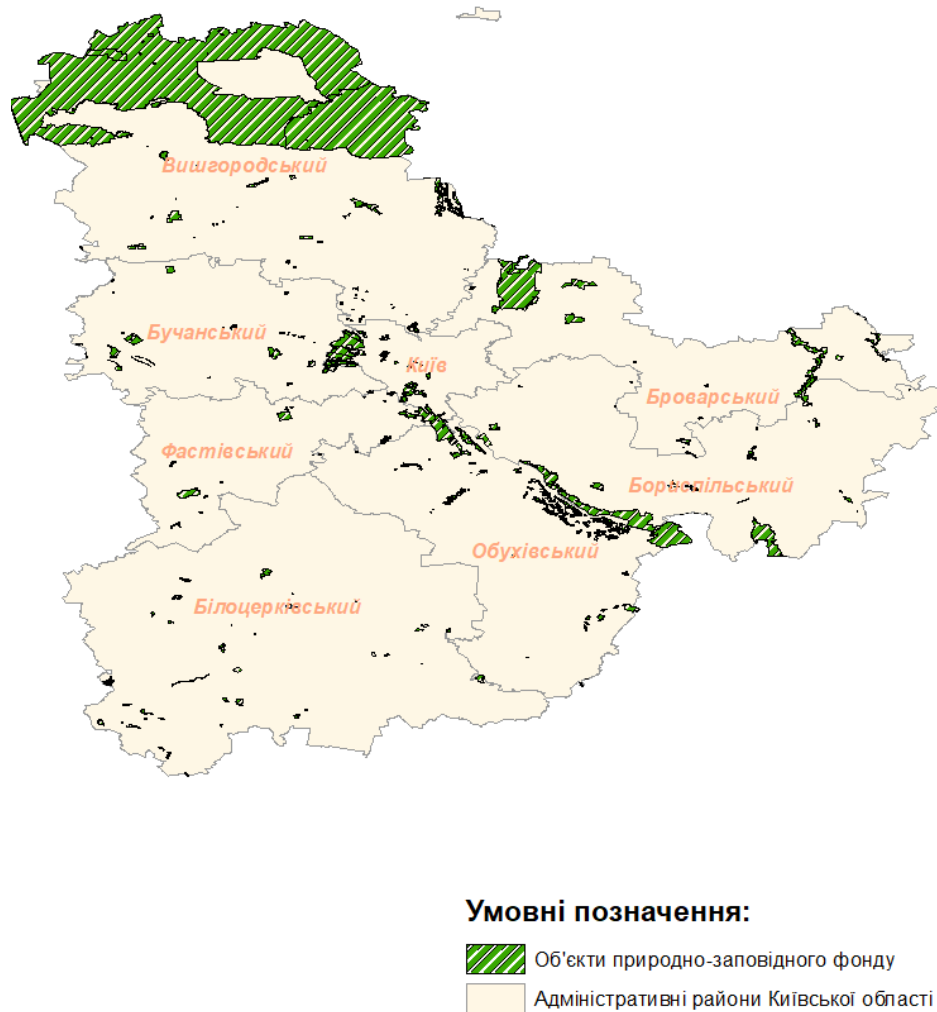 Вишгородський
Бучанський
Київ
Броварський
Фастівський
Бориспільський
Обухівський
Білоцерківський
Умовні позначення:
Об'єкти природно-заповідного фонду
Адміністративні райони Київської області